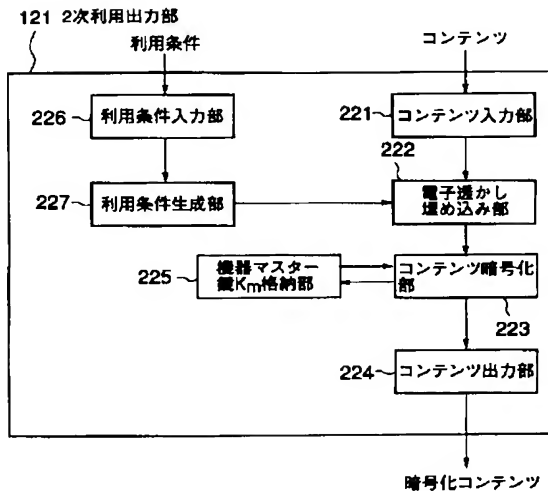 121 2次利用出力部
利用条件
コンテンツ
226
利用条件入力部
221
コンテンツ入力部
222
227
利用条件生成部
電子透かし
埋め込み部
225
機器マスター
鍵Km格納部
コンテンツ暗号化
部
223
224
コンテンツ出力部
暗号化コンテンツ